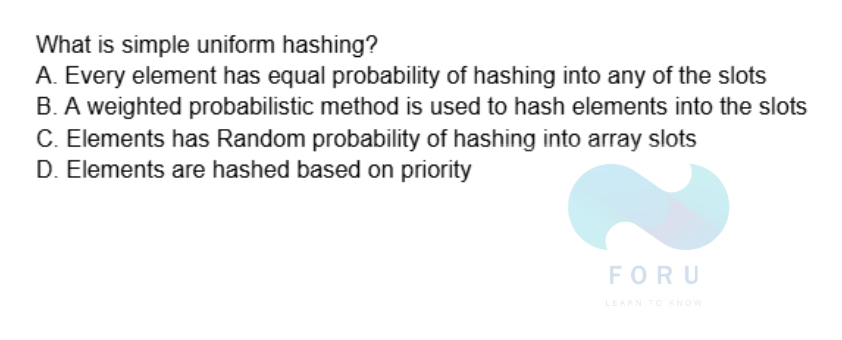 What is simple uniform hashing?
A. Every element has equal probability of hashing into any of the slots
B. A weighted probabilistic method is used to hash elements into the slots
C. Elements has Random probability of hashing into array slots
D. Elements are hashed based on priority
FORU
LEARN TO KNOW